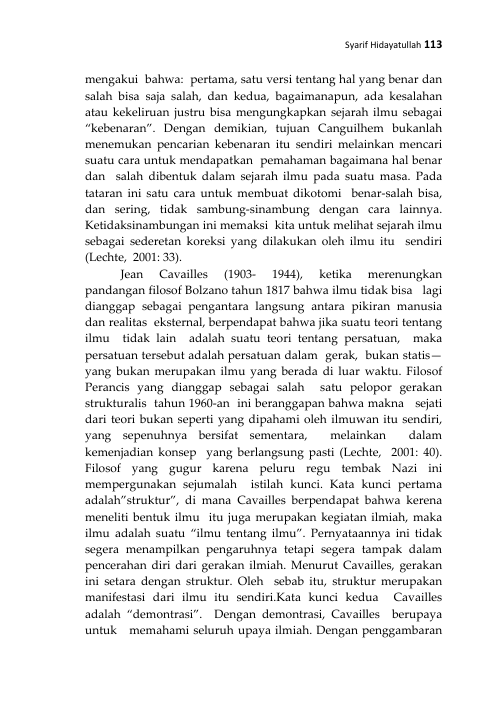 Syarif Hidayatullah 113
mengakui bahwa: pertama, satu versi tentang hal yang benar dan
salah bisa saja salah, dan kedua, bagaimanapun, ada kesalahan
atau kekeliruan justru bisa mengungkapkan sejarah ilmu sebagai
“kebenaran”. Dengan demikian, tujuan Canguilhem bukanlah
menemukan pencarian kebenaran itu sendiri melainkan mencari
suatu cara untuk mendapatkan pemahaman bagaimana hal benar
dan salah dibentuk dalam sejarah ilmu pada suatu masa. Pada
tataran ini satu cara untuk membuat dikotomi benar-salah bisa,
dan sering, tidak sambung-sinambung dengan cara lainnya.
Ketidaksinambungan ini memaksi kita untuk melihat sejarah ilmu
sebagai sederetan koreksi yang dilakukan oleh ilmu itu sendiri
(Lechte, 2001: 33).
Jean Cavailles (1903- 1944), ketika merenungkan
pandangan filosof Bolzano tahun 1817 bahwa ilmu tidak bisa lagi
dianggap sebagai pengantara langsung antara pikiran manusia
dan realitas eksternal, berpendapat bahwa jika suatu teori tentang
ilmu tidak lain adalah suatu teori tentang persatuan, maka
persatuan tersebut adalah persatuan dalam gerak, bukan statis—
yang bukan merupakan ilmu yang berada di luar waktu. Filosof
Perancis yang dianggap sebagai salah satu pelopor gerakan
strukturalis tahun 1960-an ini beranggapan bahwa makna sejati
dari teori bukan seperti yang dipahami oleh ilmuwan itu sendiri,
yang sepenuhnya bersifat sementara, melainkan dalam
kemenjadian konsep yang berlangsung pasti (Lechte, 2001: 40).
Filosof yang gugur karena peluru regu tembak Nazi ini
mempergunakan sejumlah istilah kunci. Kata kunci pertama
adalah”struktur”, di mana Cavailles berpendapat bahwa kerena
meneliti bentuk ilmu itu juga merupakan kegiatan ilmiah, maka
ilmu adalah suatu “ilmu tentang ilmu”. Pernyataannya ini tidak
segera menampilkan pengaruhnya tetapi segera tampak dalam
pencerahan diri dari gerakan ilmiah. Menurut Cavailles, gerakan
ini setara dengan struktur. Oleh sebab itu, struktur merupakan
manifestasi dari ilmu itu sendiri.Kata kunci kedua Cavailles
adalah “demontrasi”. Dengan demontrasi, Cavailles berupaya
untuk memahami seluruh upaya ilmiah. Dengan penggambaran